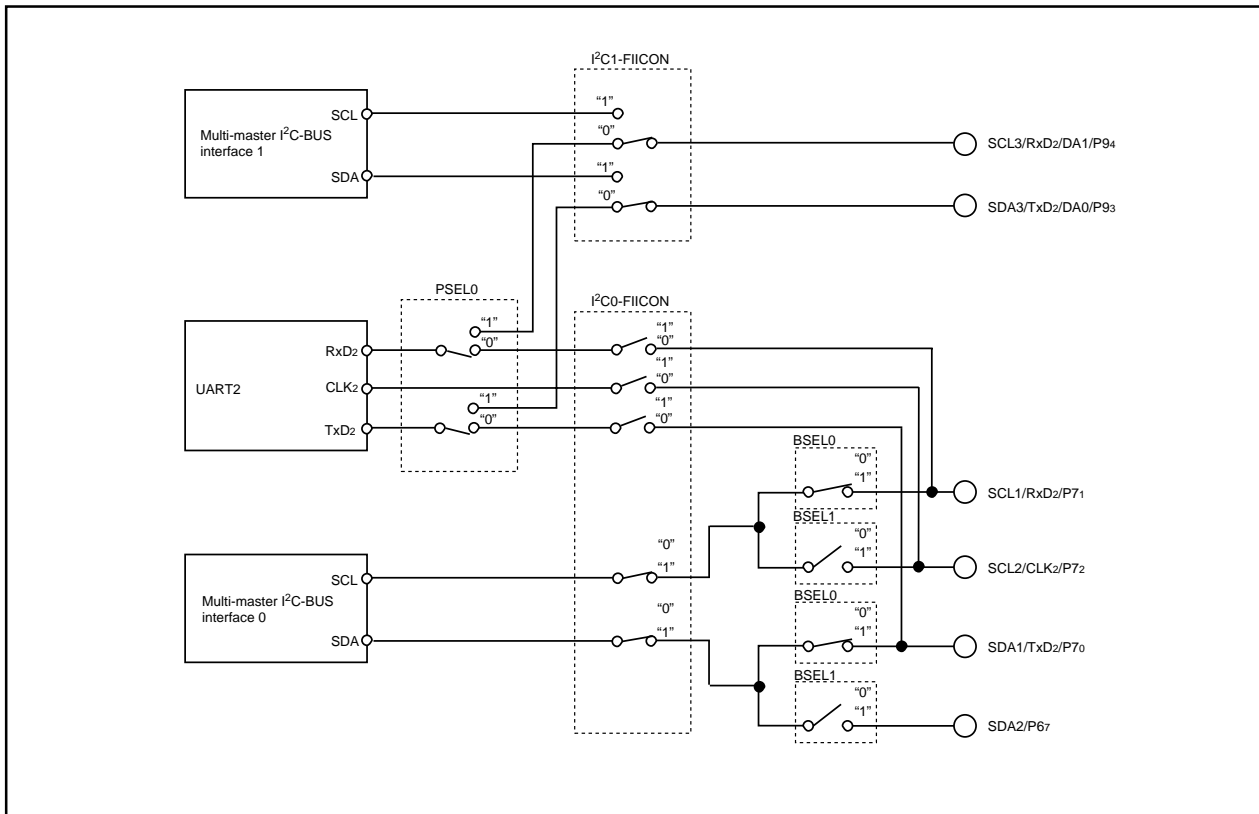 I²C1-FIICON
Multi-master I²C-BUS
interface 1
SCL
SDA
“1”
“0”
“1”
“0”
SCL3/RxD2/DA1/P94
SDA3/TxD2/DA0/P93
PSEL0
I²C0-FIICON
UART2
RxD2
CLK2
TxD2
“1”
“0”
“1”
“0”
“1”
“0”
“1”
“0”
“1”
“0”
BSEL0
“0”
“1”
SCL1/RxD2/P71
BSEL1
“0”
“1”
SCL2/CLK2/P72
Multi-master I²C-BUS
interface 0
SCL
SDA
“0”
“1”
“0”
“1”
BSEL0
“0”
“1”
SDA1/TxD2/P70
BSEL1
“0”
“1”
SDA2/P67